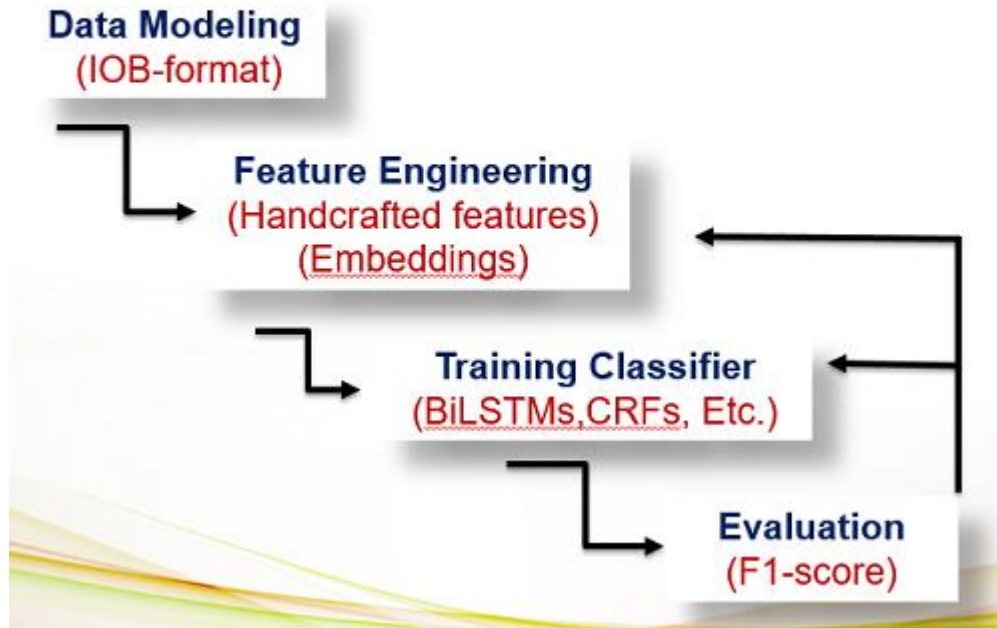 Data Modeling
(IOB-format)
Feature Engineering
(Handcrafted features)
(Embeddings)
Training Classifier
(BiLSTMs,CRFs, Etc.)
Evaluation
(F1-score)